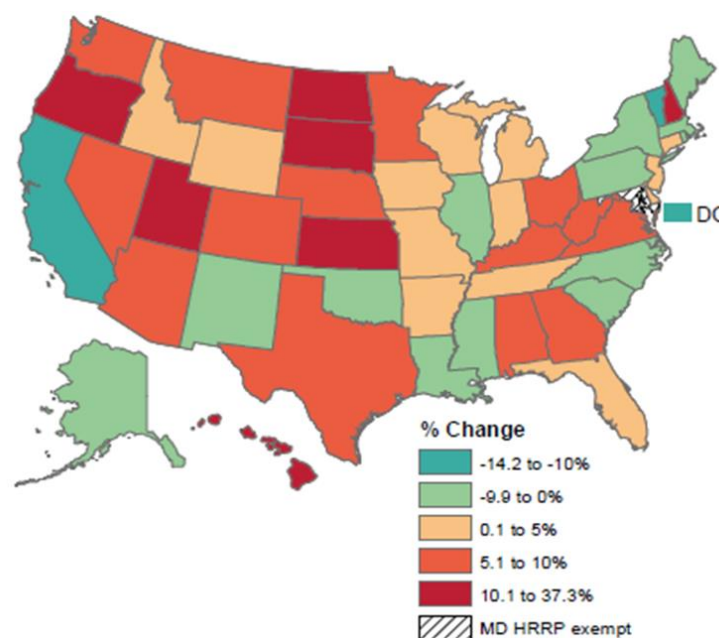 DC
% Change
-14.2 to -10%
-9.9 to 0%
0.1 to 5%
5.1 to 10%
10.1 to 37.3%
MD HRRP exempt